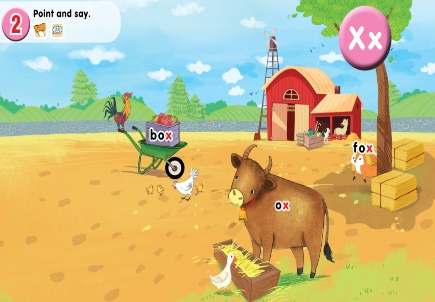 2 Point and say.
Xx
box
fox
ox